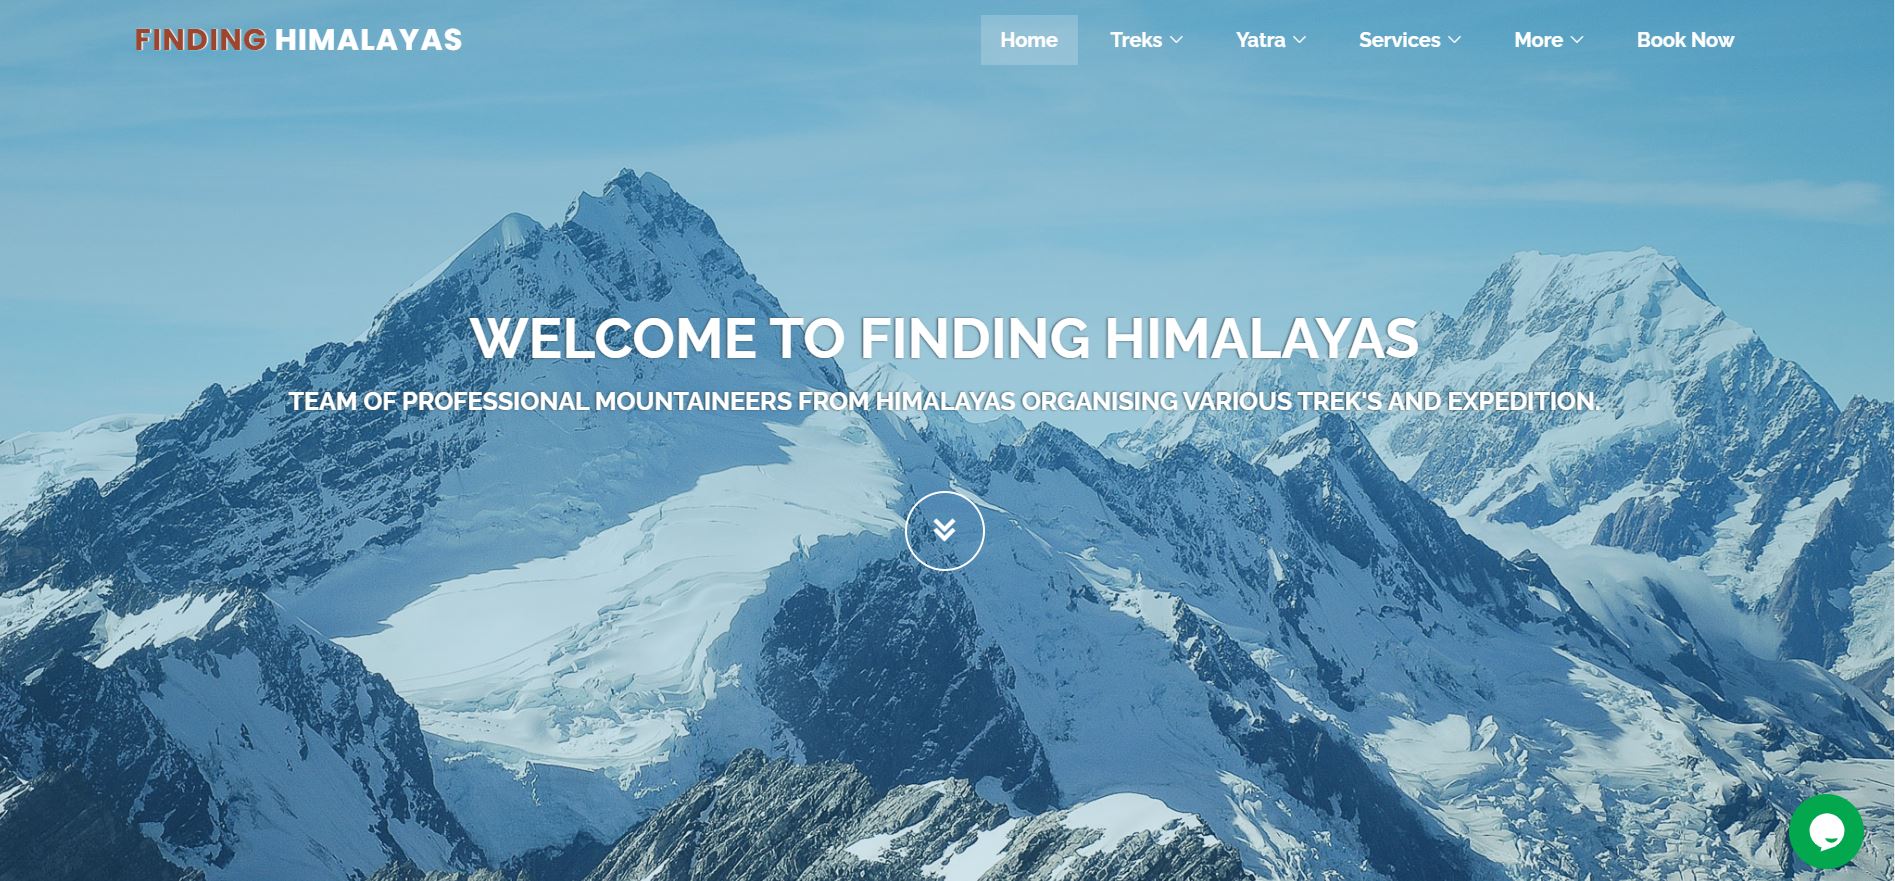 FINDING HIMALAYAS
Home Treks Yatra Services More Book Now
WELCOME TO FINDING HIMALAYAS
TEAM OF PROFESSIONAL MOUNTAINEERS FROM HIMALAYAS ORGANISING VARIOUS TREK'S AND EXPEDITION.